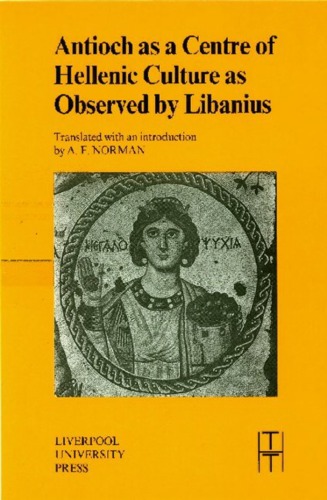 Antioch as a Centre of
Hellenic Culture as
Observed by Libanius
Translated with an introduction
by A. F. NORMAN
ΜΕΓΑΛΟ ΨΥΧΙΑ
LIVERPOOL
UNIVERSITY
PRESS
T T
T H